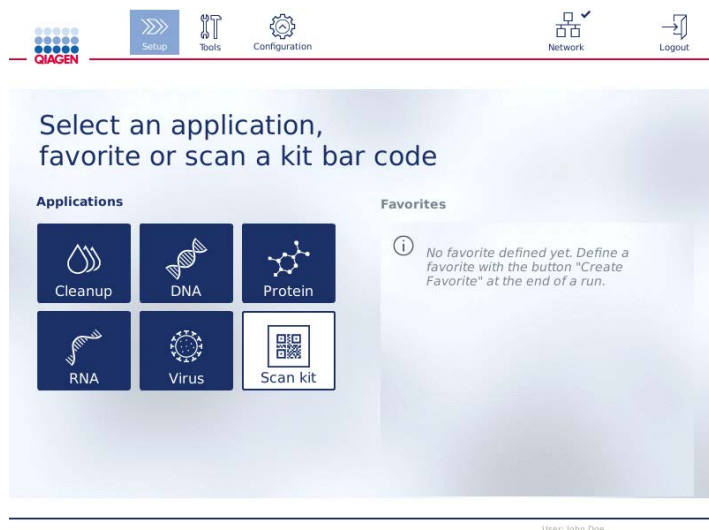 QIAGEN
Setup
Tools
Configuration
Network
Logout
Select an application,
favorite or scan a kit bar code
Applications
Favorites
Cleanup
DNA
Protein
RNA
Virus
Scan kit
No favorite defined yet. Define a
favorite with the button "Create
Favorite" at the end of a run.
User: John Doe